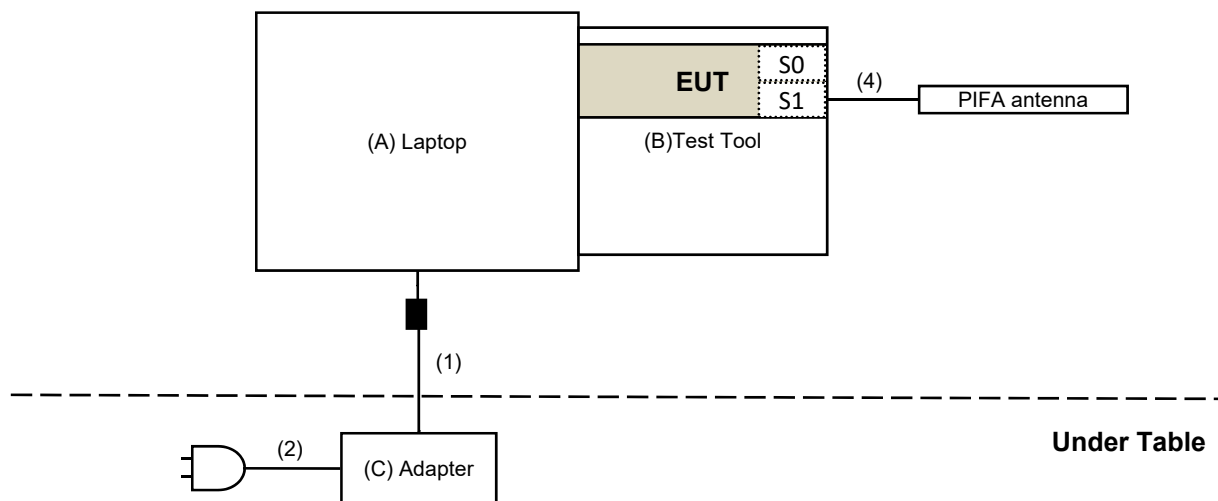 S0
EUT
(4)
S1
PIFA antenna
(A) Laptop
(B)Test Tool
(1)
(2)
Under Table
(C) Adapter